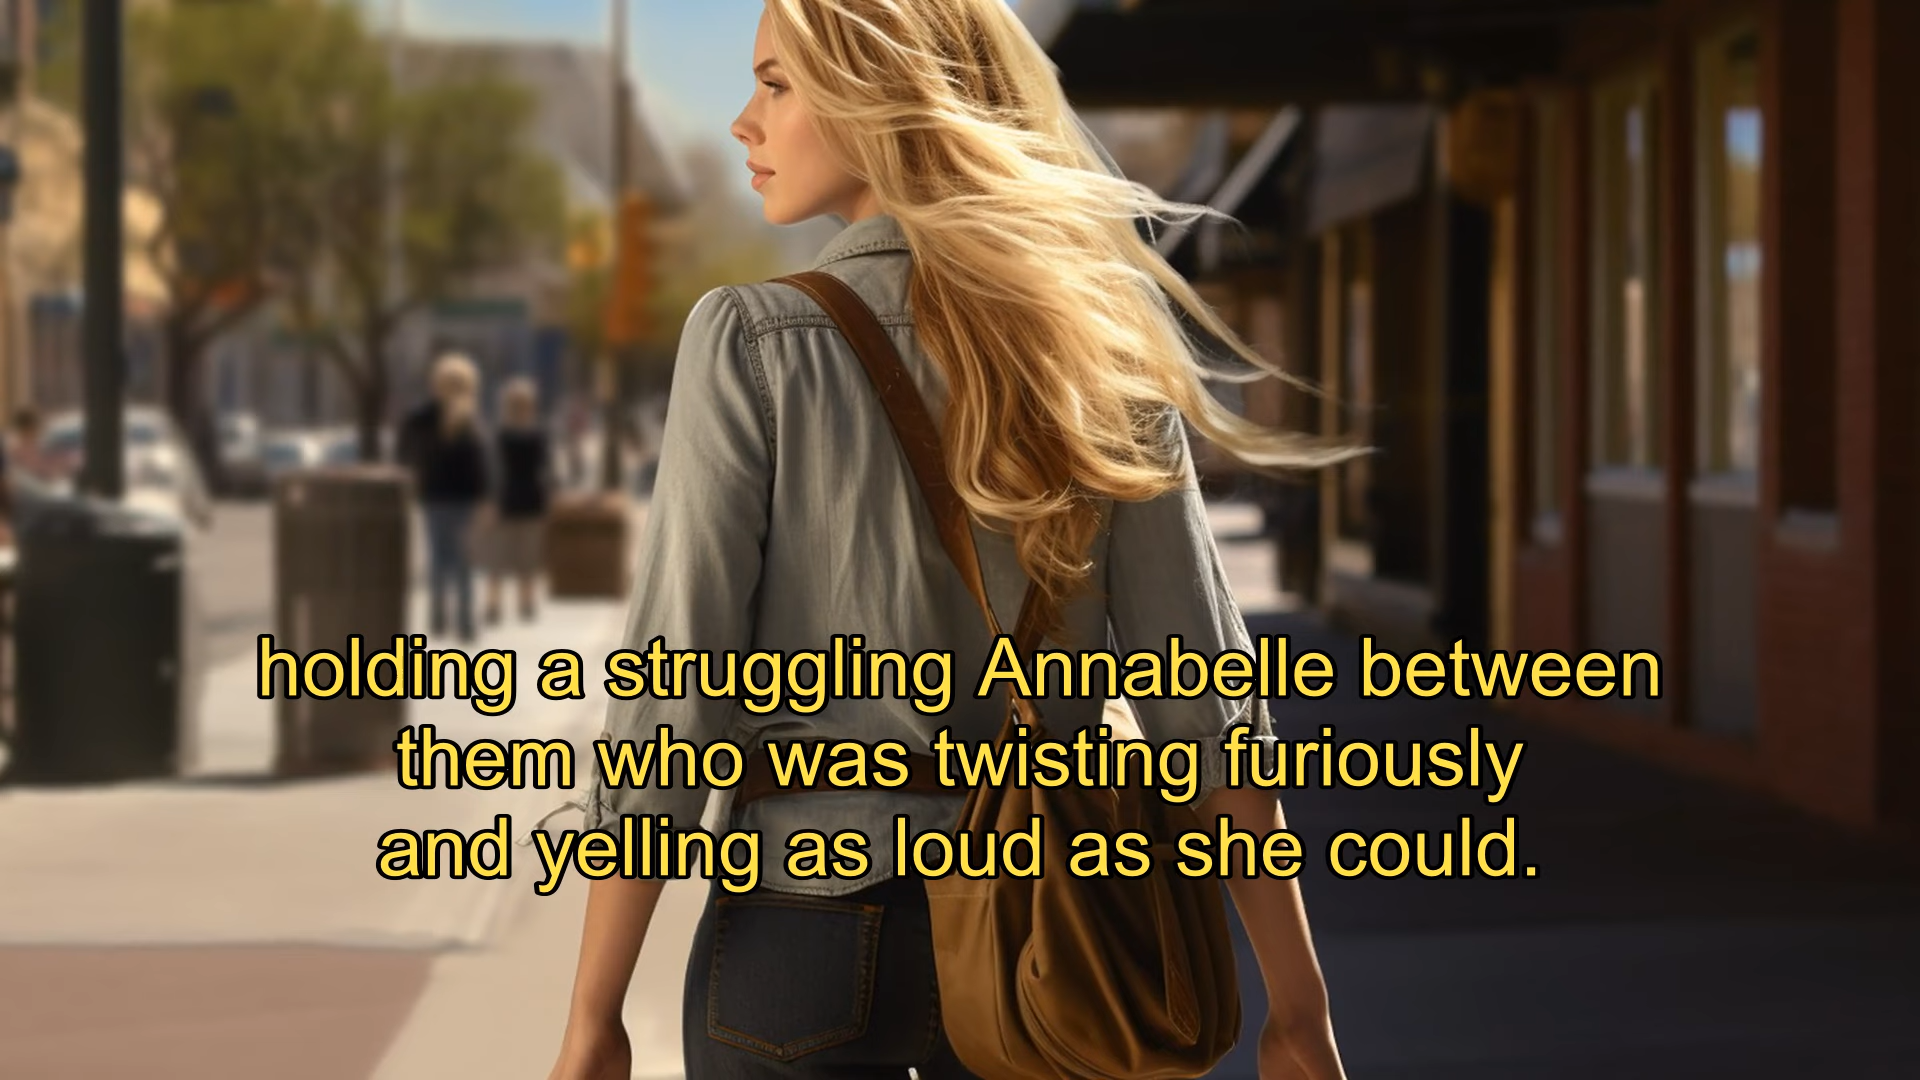 holding a struggling Annabelle between
them who was twisting furiously
and yelling as loud as she could.